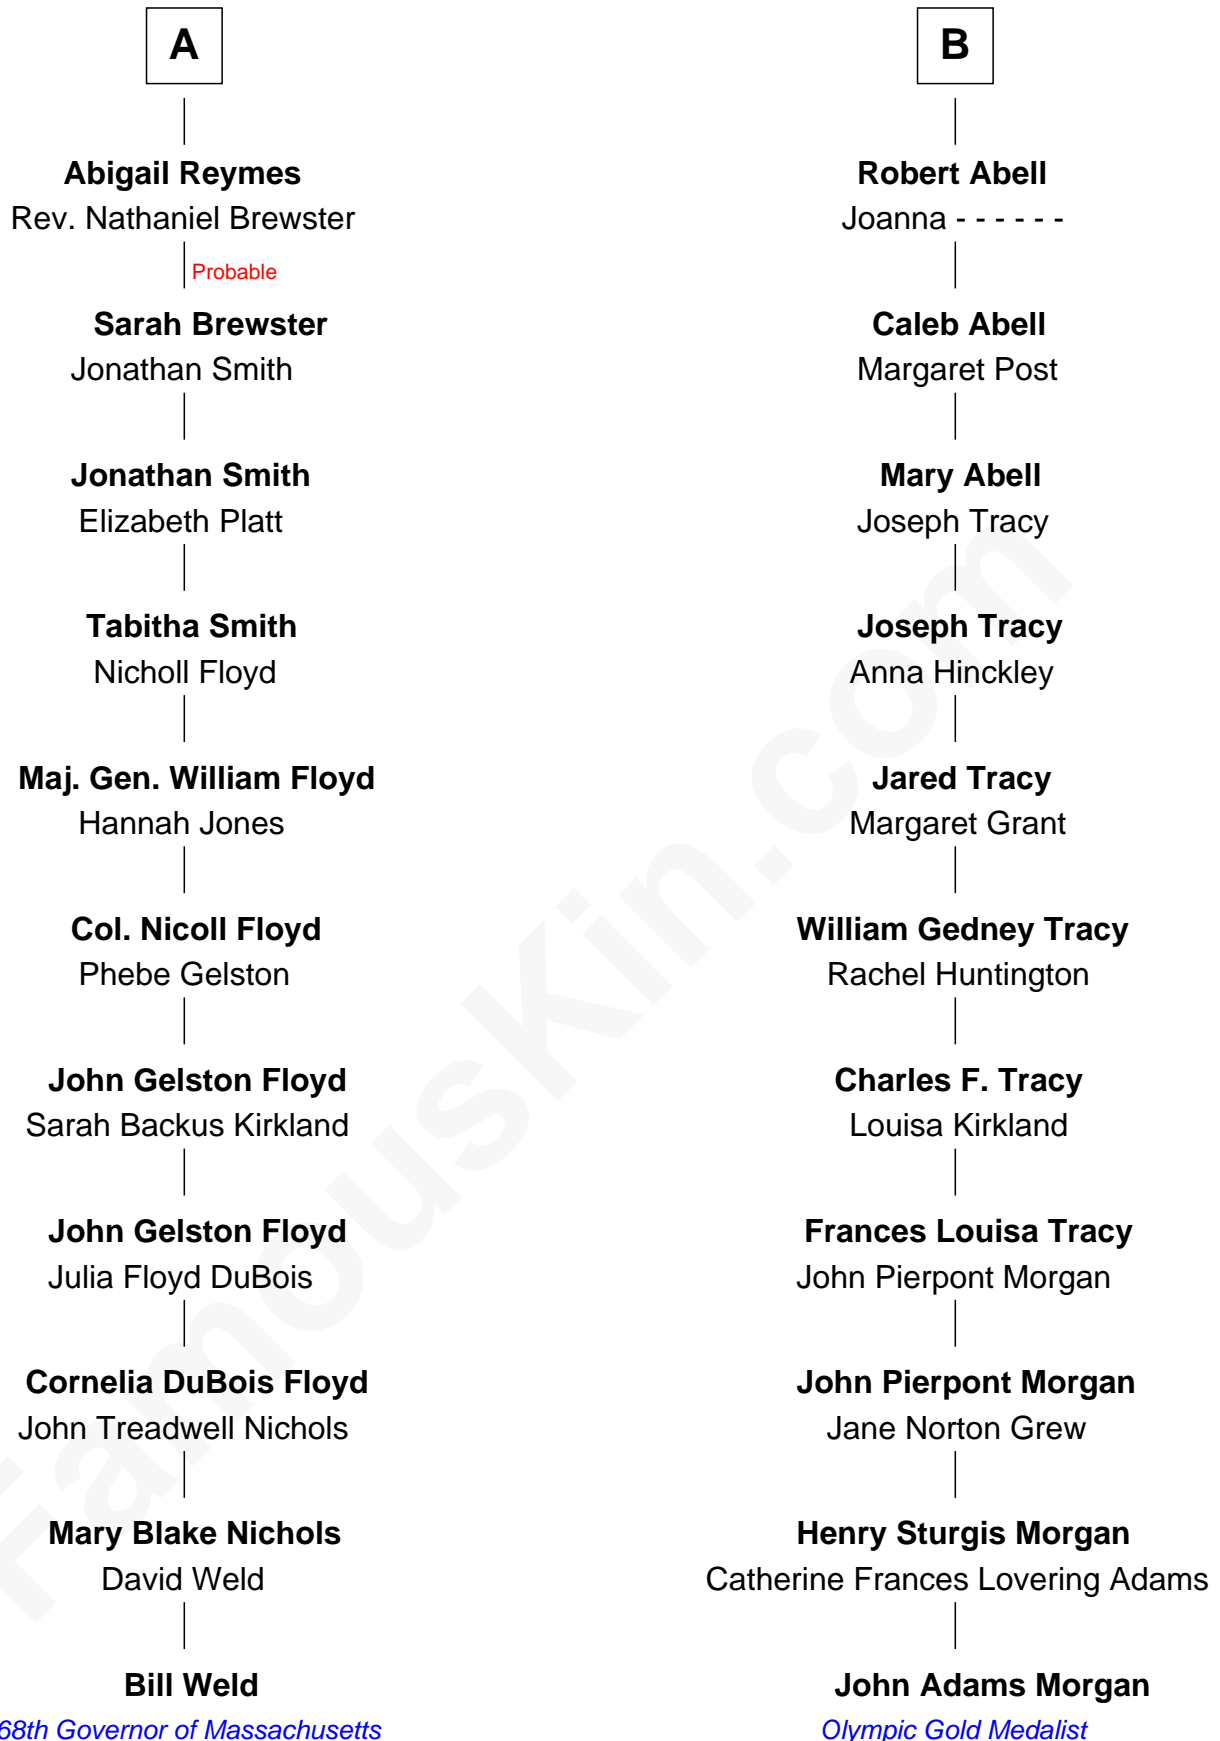 A
Abigail Reymes
Rev. Nathaniel Brewster
Probable
Sarah Brewster
Jonathan Smith
Jonathan Smith
Elizabeth Platt
Tabitha Smith
Nicholl Floyd
Maj. Gen. William Floyd
Hannah Jones
Col. Nicoll Floyd
Phebe Gelston
John Gelston Floyd
Sarah Backus Kirkland
John Gelston Floyd
Julia Floyd DuBois
Cornelia DuBois Floyd
John Treadwell Nichols
Mary Blake Nichols
David Weld
Bill Weld
68th Governor of Massachusetts
B
Robert Abell
Joanna - - - - - -
Caleb Abell
Margaret Post
Mary Abell
Joseph Tracy
Joseph Tracy
Anna Hinckley
Jared Tracy
Margaret Grant
William Gedney Tracy
Rachel Huntington
Charles F. Tracy
Louisa Kirkland
Frances Louisa Tracy
John Pierpont Morgan
John Pierpont Morgan
Jane Norton Grew
Henry Sturgis Morgan
Catherine Frances Lovering Adams
John Adams Morgan
Olympic Gold Medalist
FamousKin.com